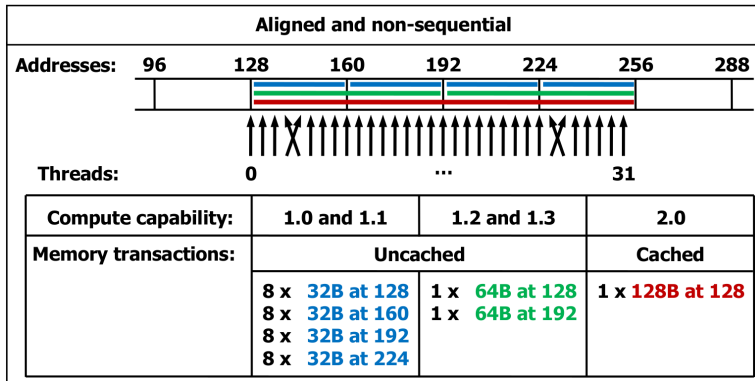 Aligned and non-sequential
Addresses: 96 128 160 192 224 256 288
Threads: 0 ... 31
Compute capability: 1.0 and 1.1 1.2 and 1.3 2.0
Memory transactions: Uncached Cached
8 x 32B at 128 1 x 64B at 128 1 x 128B at 128
8 x 32B at 160 1 x 64B at 192
8 x 32B at 192
8 x 32B at 224